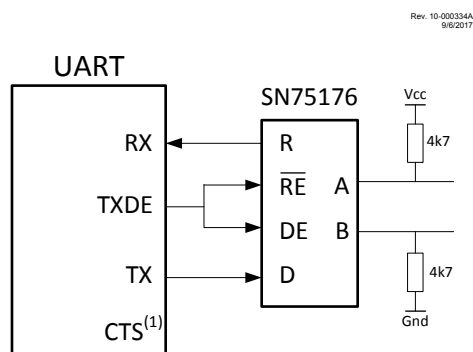 Rev. 10-000334A
9/6/2017
UART
SN75176
Vcc
4k7
RX
R
TXDE
RE
A
DE
B
TX
D
4k7
CTS(1)
Gnd